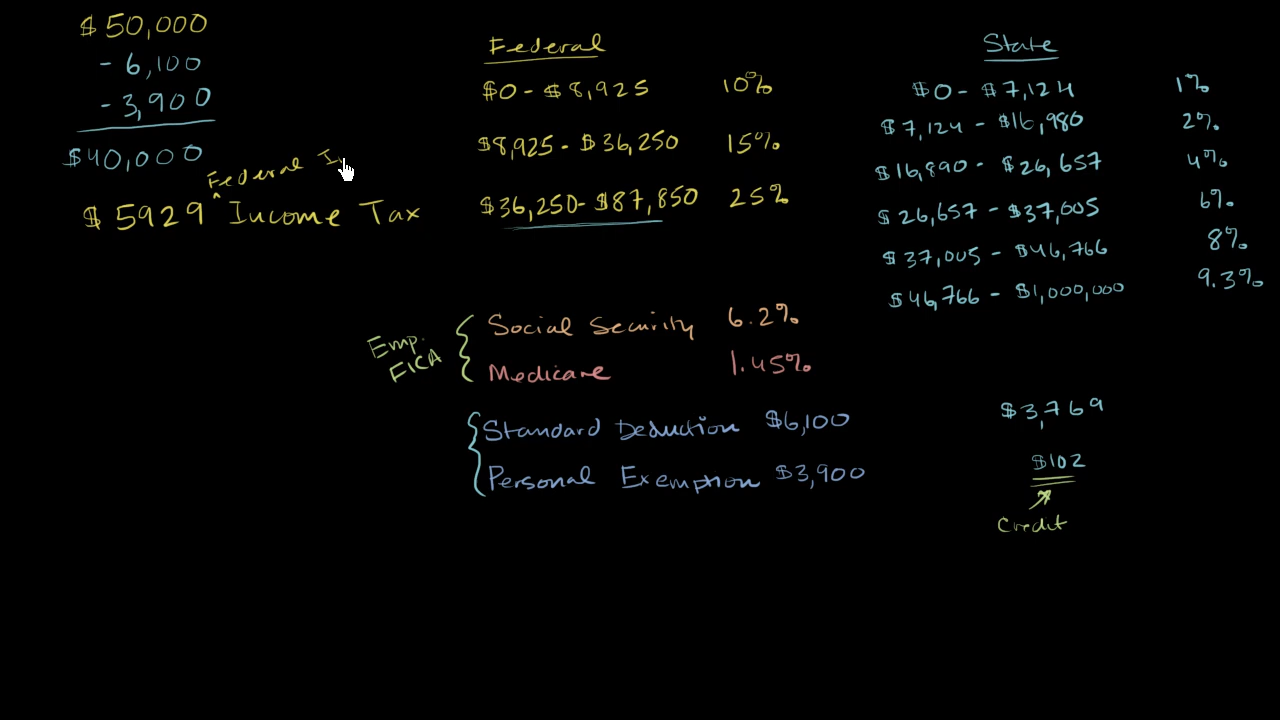 $50,000
- 6,100
- 3,900
$40,000
Federal I
$5929 ^ Income Tax
Federal
$0 - $8,925 10%
$8,925 - $36,250 15%
$36,250 - $87,850 25%
State
$0 - $7,124 1%
$7,124 - $16,980 2%
$16,890 - $26,657 4%
$26,657 - $37,005 6%
$37,005 - $46,766 8%
$46,766 - $1,000,000 9.3%
Emp.
FICA
Social Security 6.2%
Medicare 1.45%
Standard Deduction $6,100
Personal Exemption $3,900
$3,769
$102
Credit